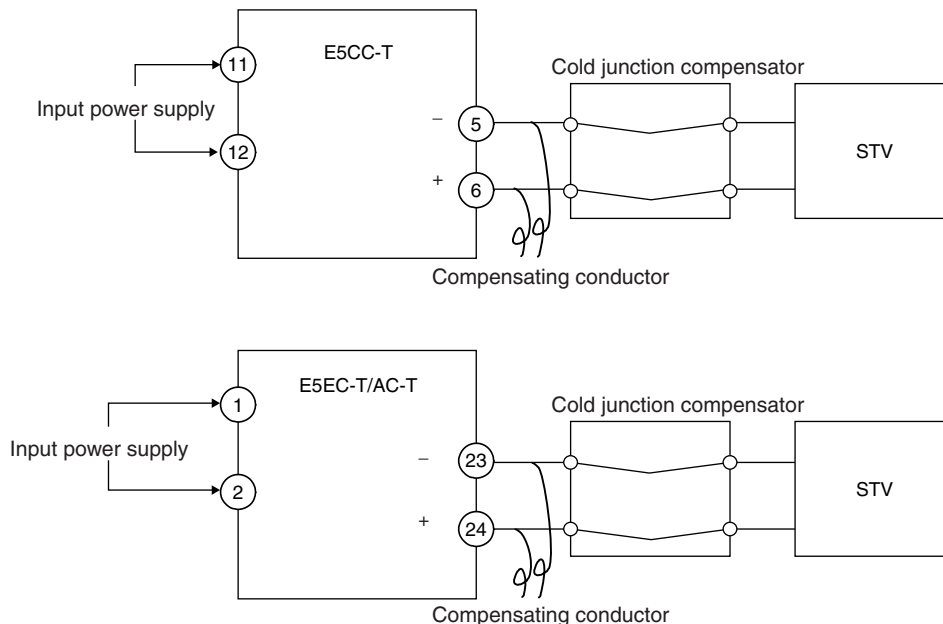 E5CC-T
11
Input power supply
12
−
5
+
6
Cold junction compensator
STV
Compensating conductor
E5EC-T/AC-T
1
Input power supply
2
−
23
+
24
Cold junction compensator
STV
Compensating conductor